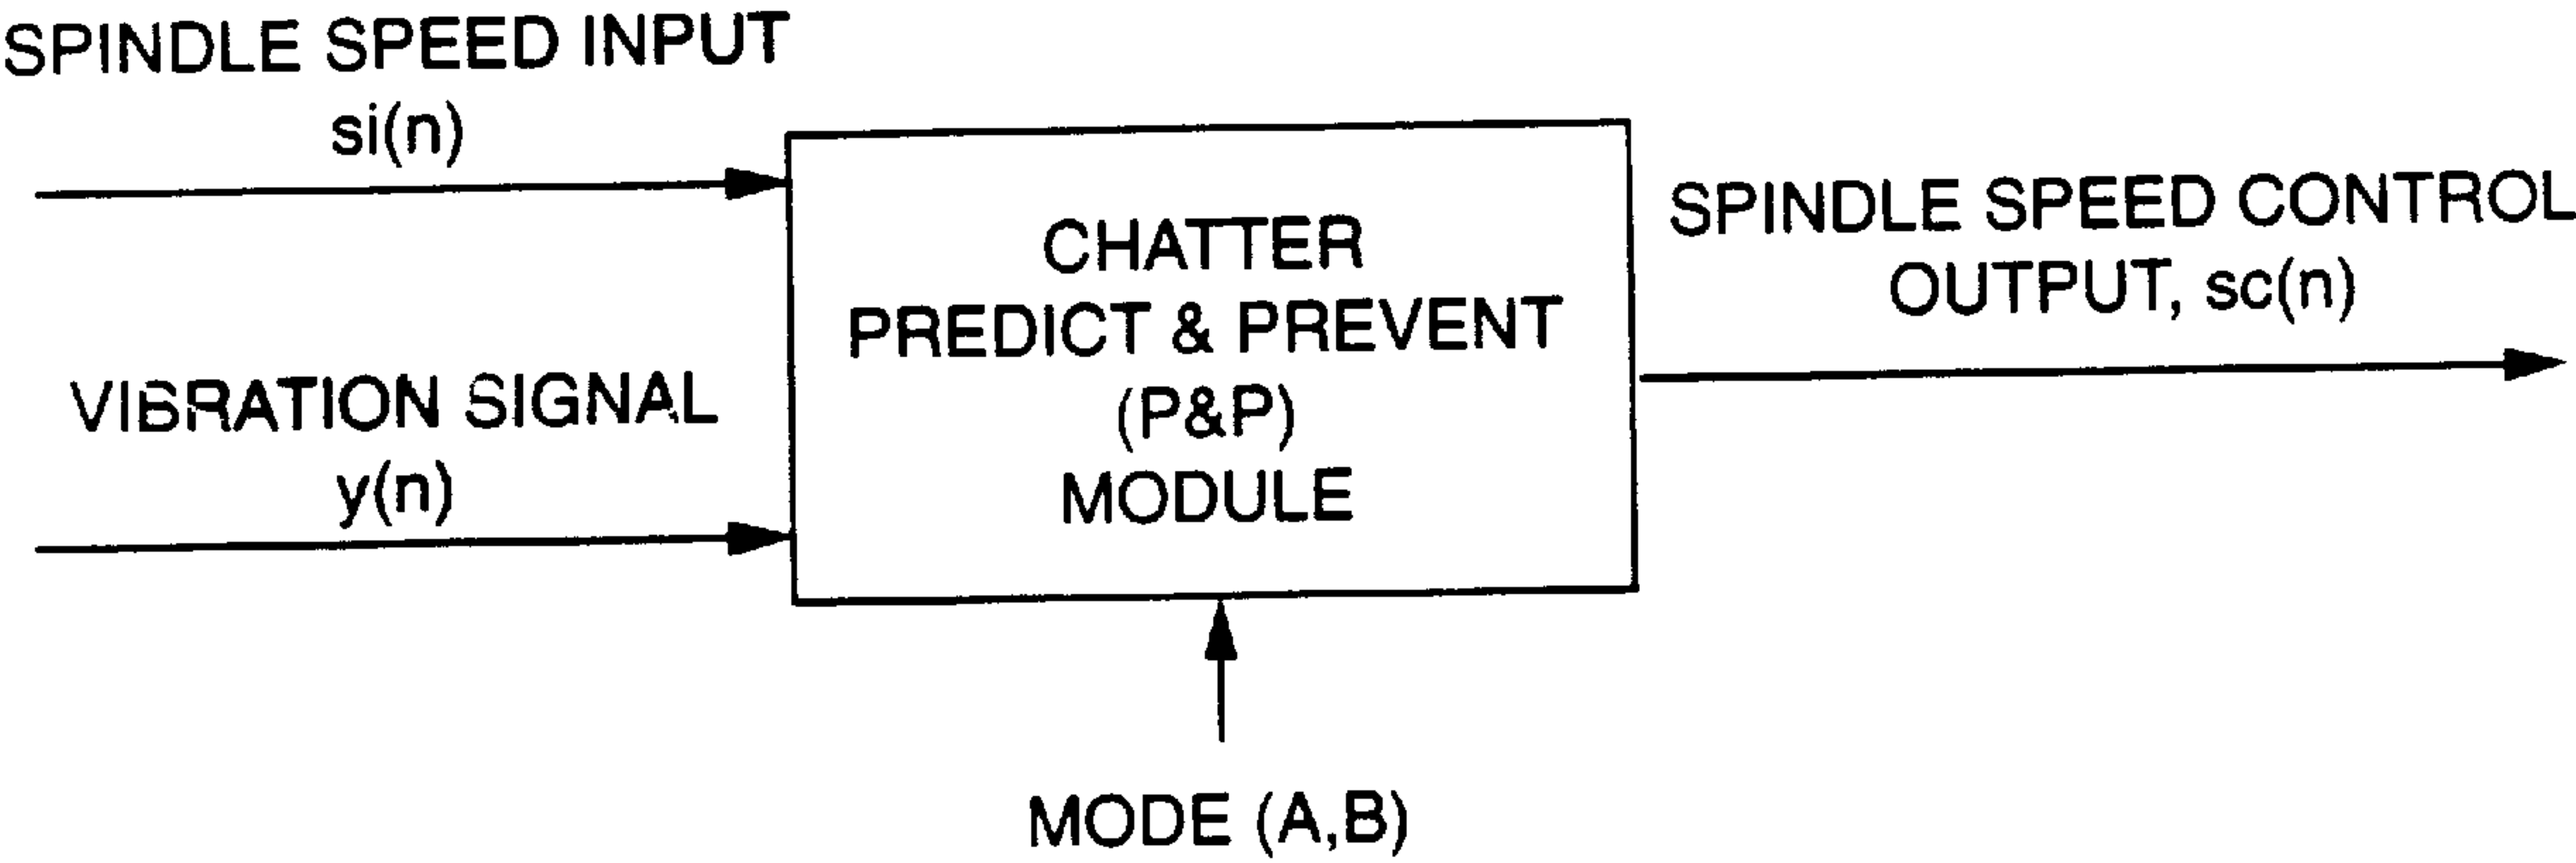 SPINDLE SPEED INPUT
si(n)
VIBRATION SIGNAL
y(n)
CHATTER
PREDICT & PREVENT
(P&P)
MODULE
SPINDLE SPEED CONTROL
OUTPUT, sc(n)
MODE (A,B)